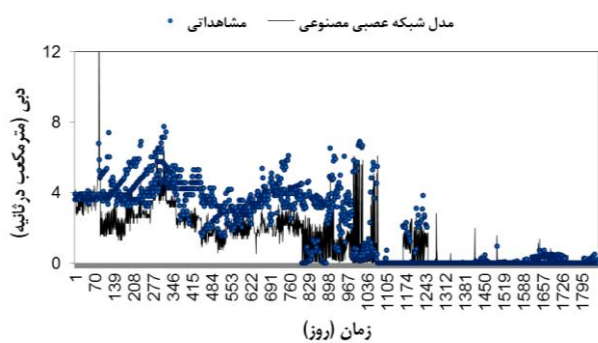 مشاهداتی مدل شبکه عصبی مصنوعی
دبی (مترمکعب در ثانیه)
12
8
4
0
1 70 139 208 277 346 415 484 553 622 691 760 829 898 967 1036 1105 1174 1243 1312 1381 1450 1519 1588 1657 1726 1795
زمان (روز)